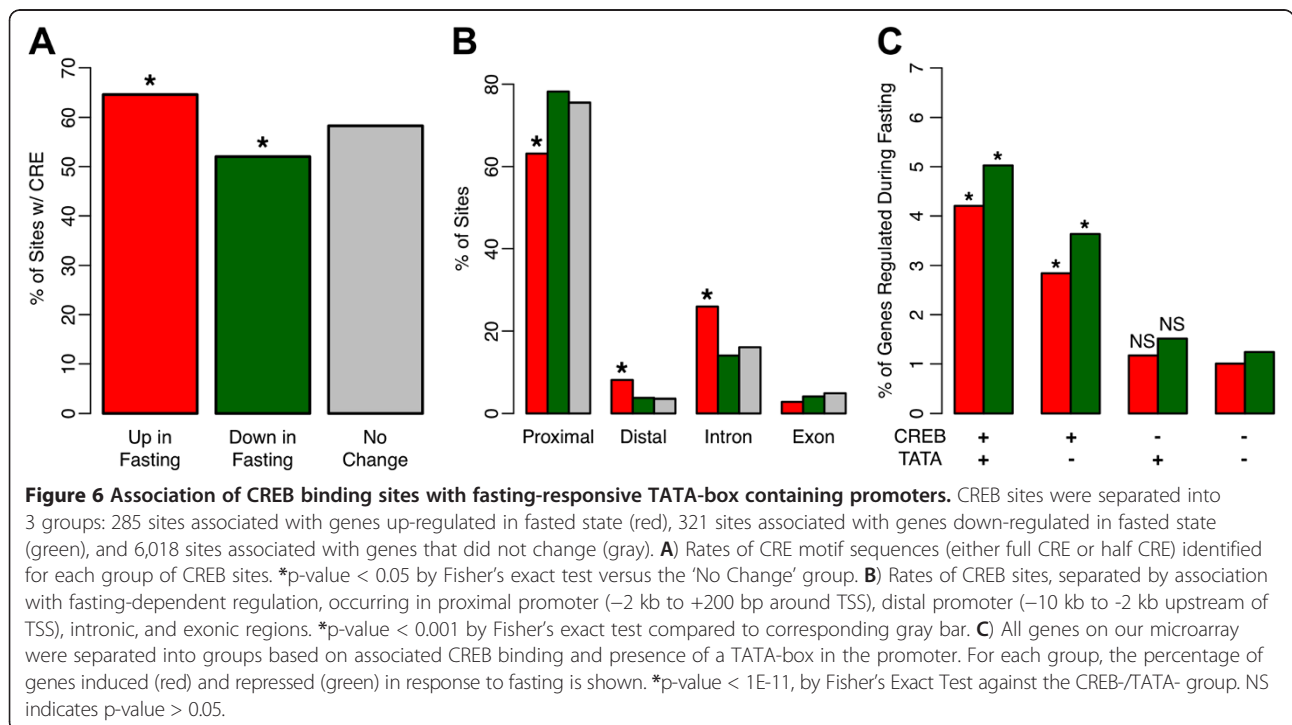 A
% of Sites w/ CRE
70
60
50
40
30
20
10
0
*
*
Up in
Fasting
Down in
Fasting
No
Change
B
% of Sites
80
60
40
20
0
*
*
*
Proximal
Distal
Intron
Exon
C
% of Genes Regulated During Fasting
7
6
5
4
3
2
1
0
*
*
*
*
NS
NS
CREB + + - -
TATA + - + -
Figure 6 Association of CREB binding sites with fasting-responsive TATA-box containing promoters. CREB sites were separated into
3 groups: 285 sites associated with genes up-regulated in fasted state (red), 321 sites associated with genes down-regulated in fasted state
(green), and 6,018 sites associated with genes that did not change (gray). A) Rates of CRE motif sequences (either full CRE or half CRE) identified
for each group of CREB sites. *p-value < 0.05 by Fisher's exact test versus the 'No Change' group. B) Rates of CREB sites, separated by association
with fasting-dependent regulation, occurring in proximal promoter (−2 kb to +200 bp around TSS), distal promoter (−10 kb to -2 kb upstream of
TSS), intronic, and exonic regions. *p-value < 0.001 by Fisher's exact test compared to corresponding gray bar. C) All genes on our microarray
were separated into groups based on associated CREB binding and presence of a TATA-box in the promoter. For each group, the percentage of
genes induced (red) and repressed (green) in response to fasting is shown. *p-value < 1E-11, by Fisher's Exact Test against the CREB-/TATA- group. NS
indicates p-value > 0.05.